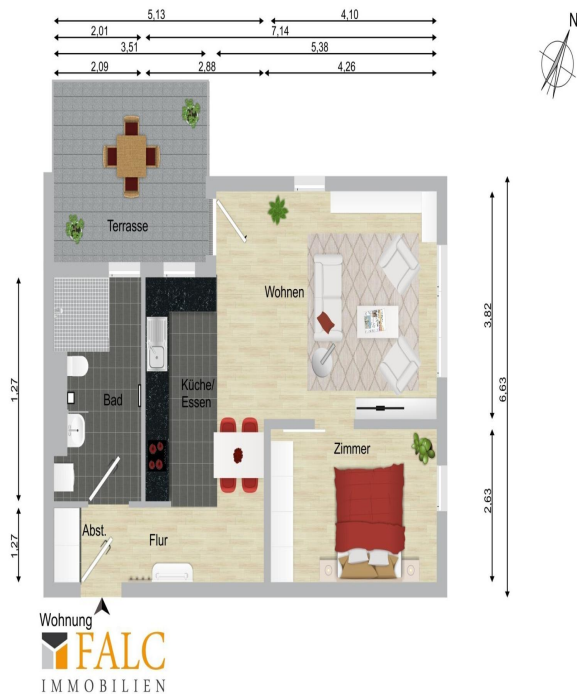 5,13
4,10
2,01
7,14
3,51
5,38
2,09
2,88
4,26
N
Terrasse
Wohnen
3,82
6,63
1,27
Bad
Küche/
Essen
Zimmer
2,63
Abst.
Flur
1,27
Wohnung
FALC
IMMOBILIEN